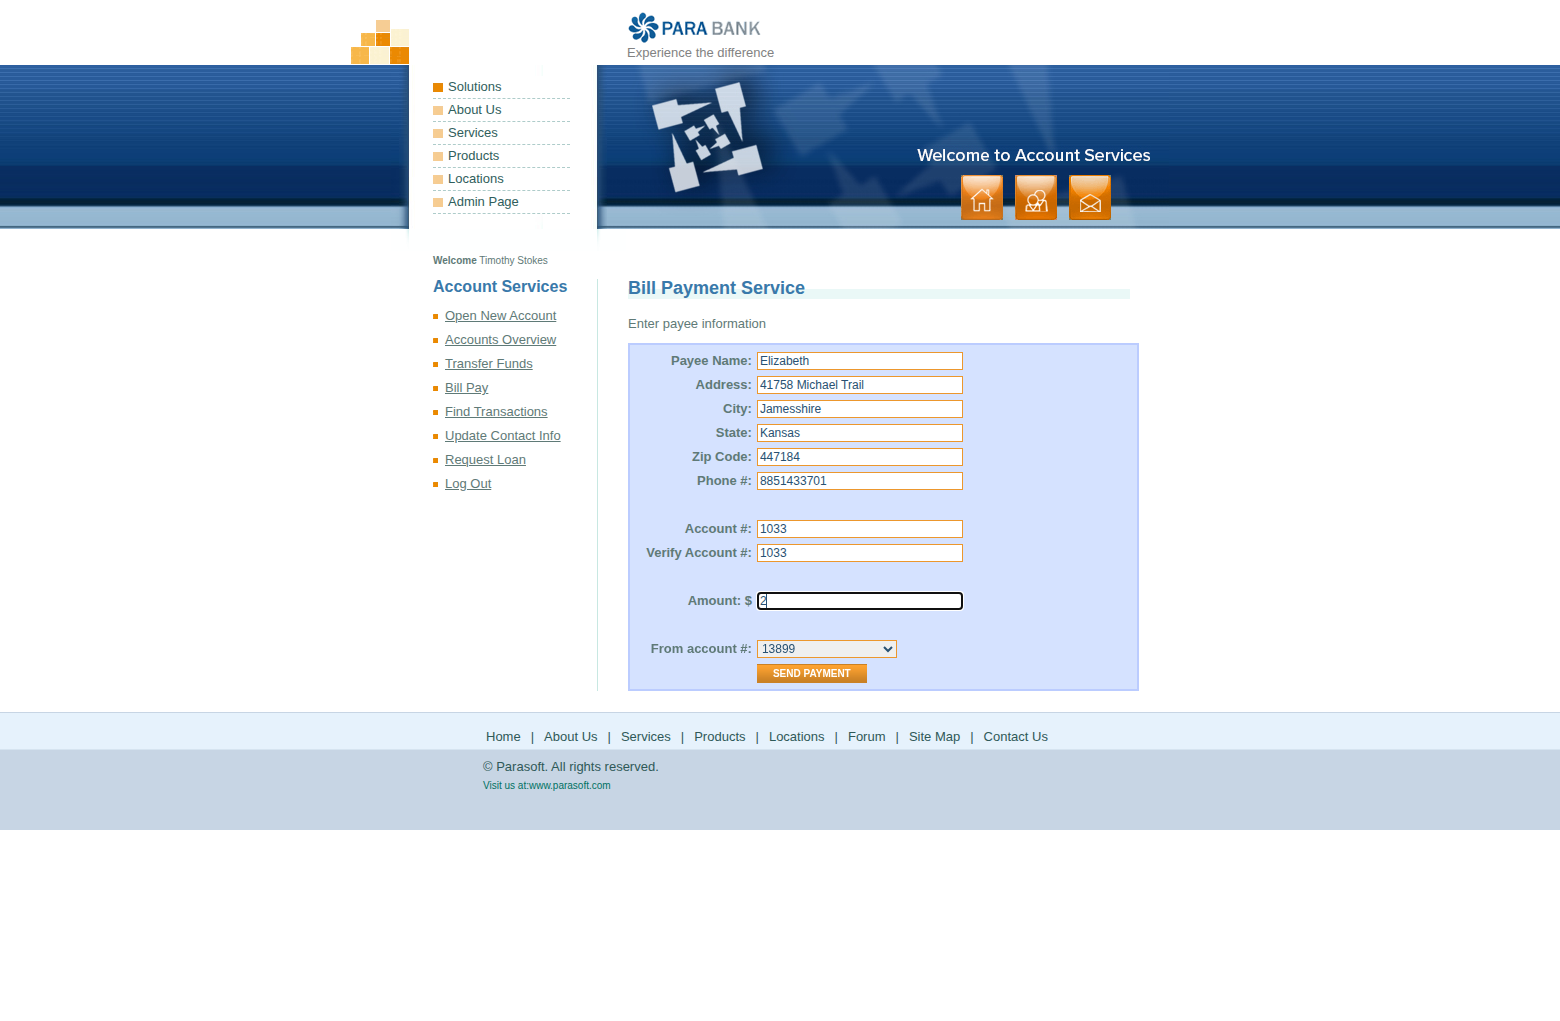 PARA BANK
Experience the difference
Solutions
About Us
Services
Products
Locations
Admin Page
Welcome to Account Services
Welcome Timothy Stokes
Account Services
Open New Account
Accounts Overview
Transfer Funds
Bill Pay
Find Transactions
Update Contact Info
Request Loan
Log Out
Bill Payment Service
Enter payee information
Payee Name: Elizabeth
Address: 41758 Michael Trail
City: Jamesshire
State: Kansas
Zip Code: 447184
Phone #: 8851433701
Account #: 1033
Verify Account #: 1033
Amount: $ 2
From account #: 13899
SEND PAYMENT
Home | About Us | Services | Products | Locations | Forum | Site Map | Contact Us
© Parasoft. All rights reserved.
Visit us at:www.parasoft.com